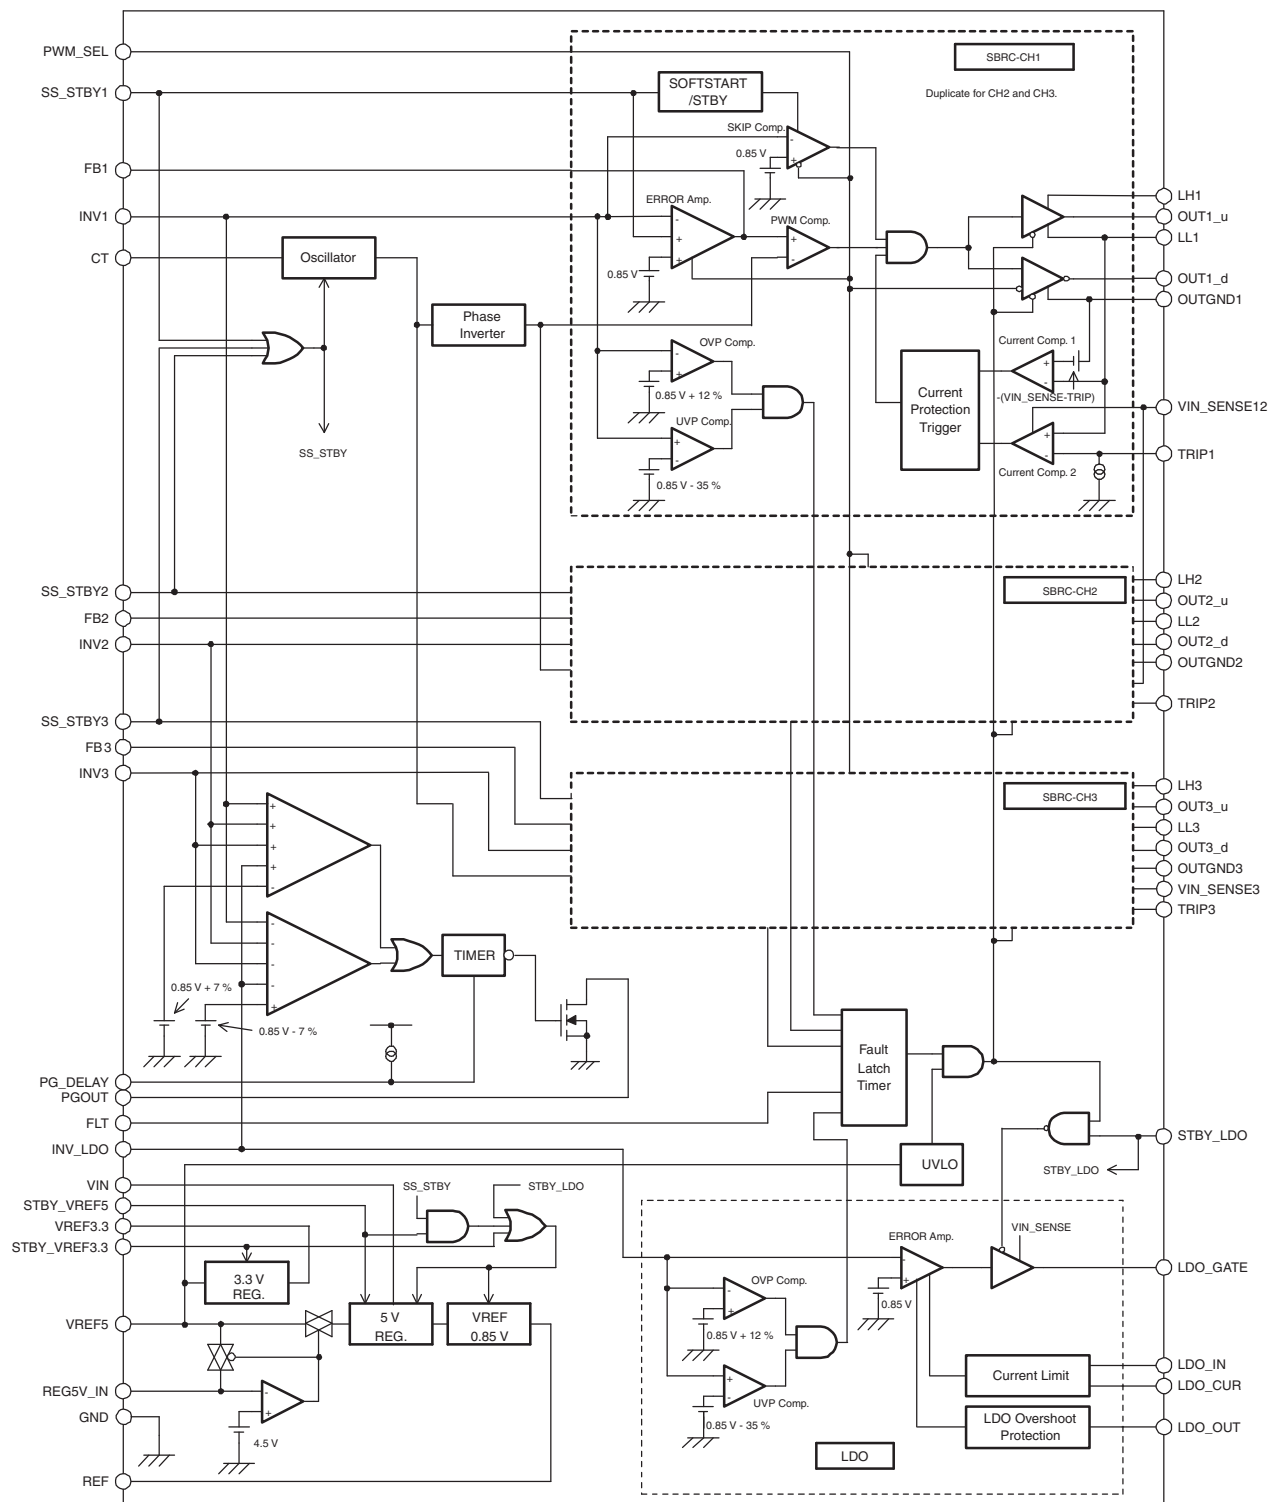 PWM_SEL
SBRC-CH1
SS_STBY1
SOFTSTART
/STBY
Duplicate for CH2 and CH3.
SKIP Comp.
-
+
0.85 V
FB1
LH1
ERROR Amp.
INV1
OUT1_u
PWM Comp.
-
+
+
+
-
LL1
CT
Oscillator
0.85 V
OUT1_d
OUTGND1
Phase
Inverter
OVP Comp.
Current Comp. 1
-
+
+
-
0.85 V + 12 %
Current
Protection
Trigger
-(VIN_SENSE-TRIP)
VIN_SENSE12
UVP Comp.
+
-
+
-
SS_STBY
TRIP1
Current Comp. 2
0.85 V - 35 %
SS_STBY2
SBRC-CH2
LH2
OUT2_u
FB2
LL2
INV2
OUT2_d
OUTGND2
TRIP2
SS_STBY3
FB3
INV3
SBRC-CH3
LH3
OUT3_u
LL3
OUT3_d
OUTGND3
VIN_SENSE3
TRIP3
+
+
+
+
-
-
-
-
-
+
TIMER
0.85 V + 7 %
0.85 V - 7 %
Fault
Latch
Timer
PG_DELAY
PGOUT
FLT
INV_LDO
STBY_LDO
UVLO
STBY_LDO
VIN
SS_STBY
STBY_LDO
STBY_VREF5
VREF3.3
STBY_VREF3.3
ERROR Amp.
VIN_SENSE
-
+
3.3 V
REG.
LDO_GATE
OVP Comp.
-
+
0.85 V
VREF5
5 V
REG.
VREF
0.85 V
0.85 V + 12 %
LDO_IN
Current Limit
LDO_CUR
REG5V_IN
-
+
+
-
UVP Comp.
GND
0.85 V - 35 %
LDO Overshoot
Protection
LDO_OUT
4.5 V
LDO
REF